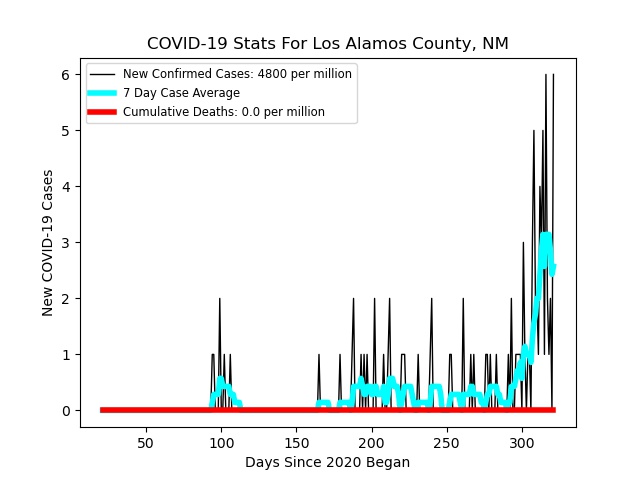 COVID-19 Stats For Los Alamos County, NM
New Confirmed Cases: 4800 per million
7 Day Case Average
Cumulative Deaths: 0.0 per million
New COVID-19 Cases
6
5
4
3
2
1
0
50
100
150
200
250
300
Days Since 2020 Began